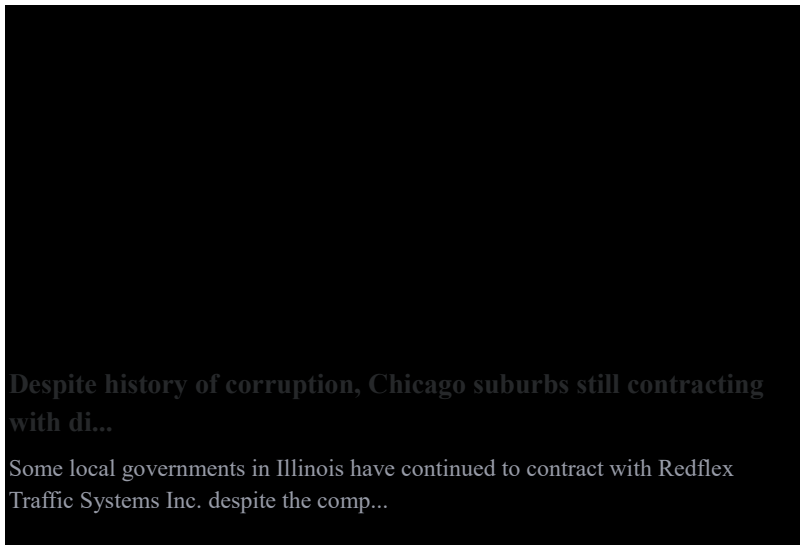 Despite history of corruption, Chicago suburbs still contracting
with di...
Some local governments in Illinois have continued to contract with Redflex
Traffic Systems Inc. despite the comp...